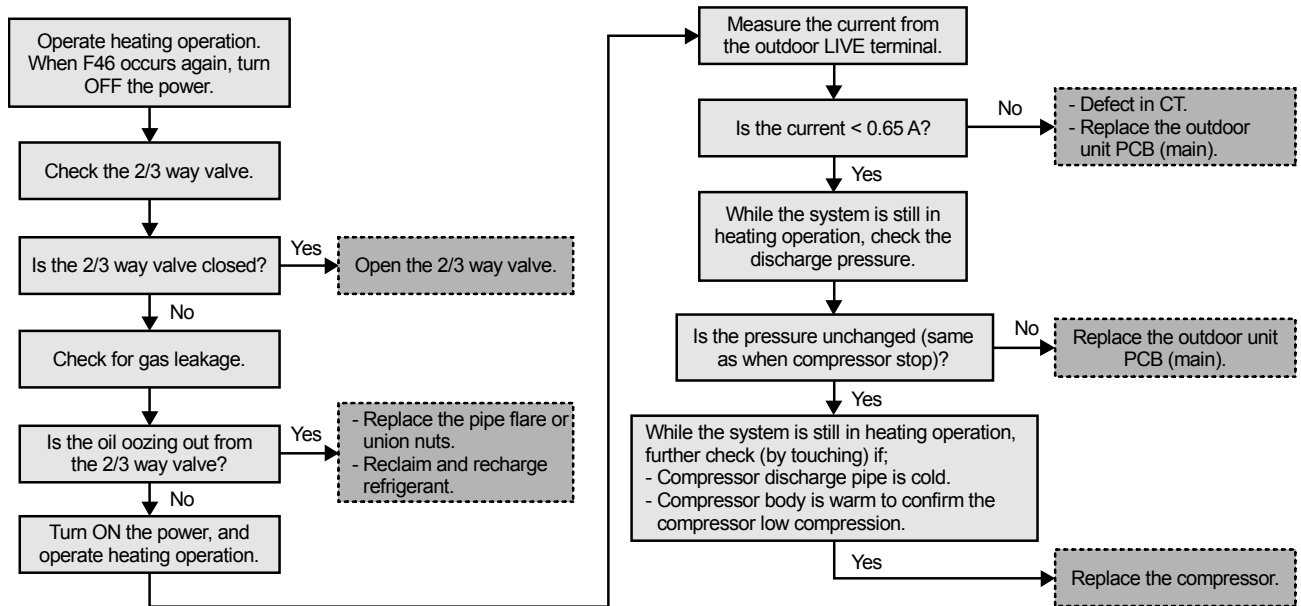 Operate heating operation.
When F46 occurs again, turn
OFF the power.
Check the 2/3 way valve.
Is the 2/3 way valve closed?
Yes
Open the 2/3 way valve.
No
Check for gas leakage.
Is the oil oozing out from
the 2/3 way valve?
Yes
- Replace the pipe flare or
union nuts.
- Reclaim and recharge
refrigerant.
No
Turn ON the power, and
operate heating operation.
Measure the current from
the outdoor LIVE terminal.
Is the current < 0.65 A?
No
- Defect in CT.
- Replace the outdoor
unit PCB (main).
Yes
While the system is still in
heating operation, check the
discharge pressure.
Is the pressure unchanged (same
as when compressor stop)?
No
Replace the outdoor unit
PCB (main).
Yes
While the system is still in heating operation,
further check (by touching) if;
- Compressor discharge pipe is cold.
- Compressor body is warm to confirm the
compressor low compression.
Yes
Replace the compressor.